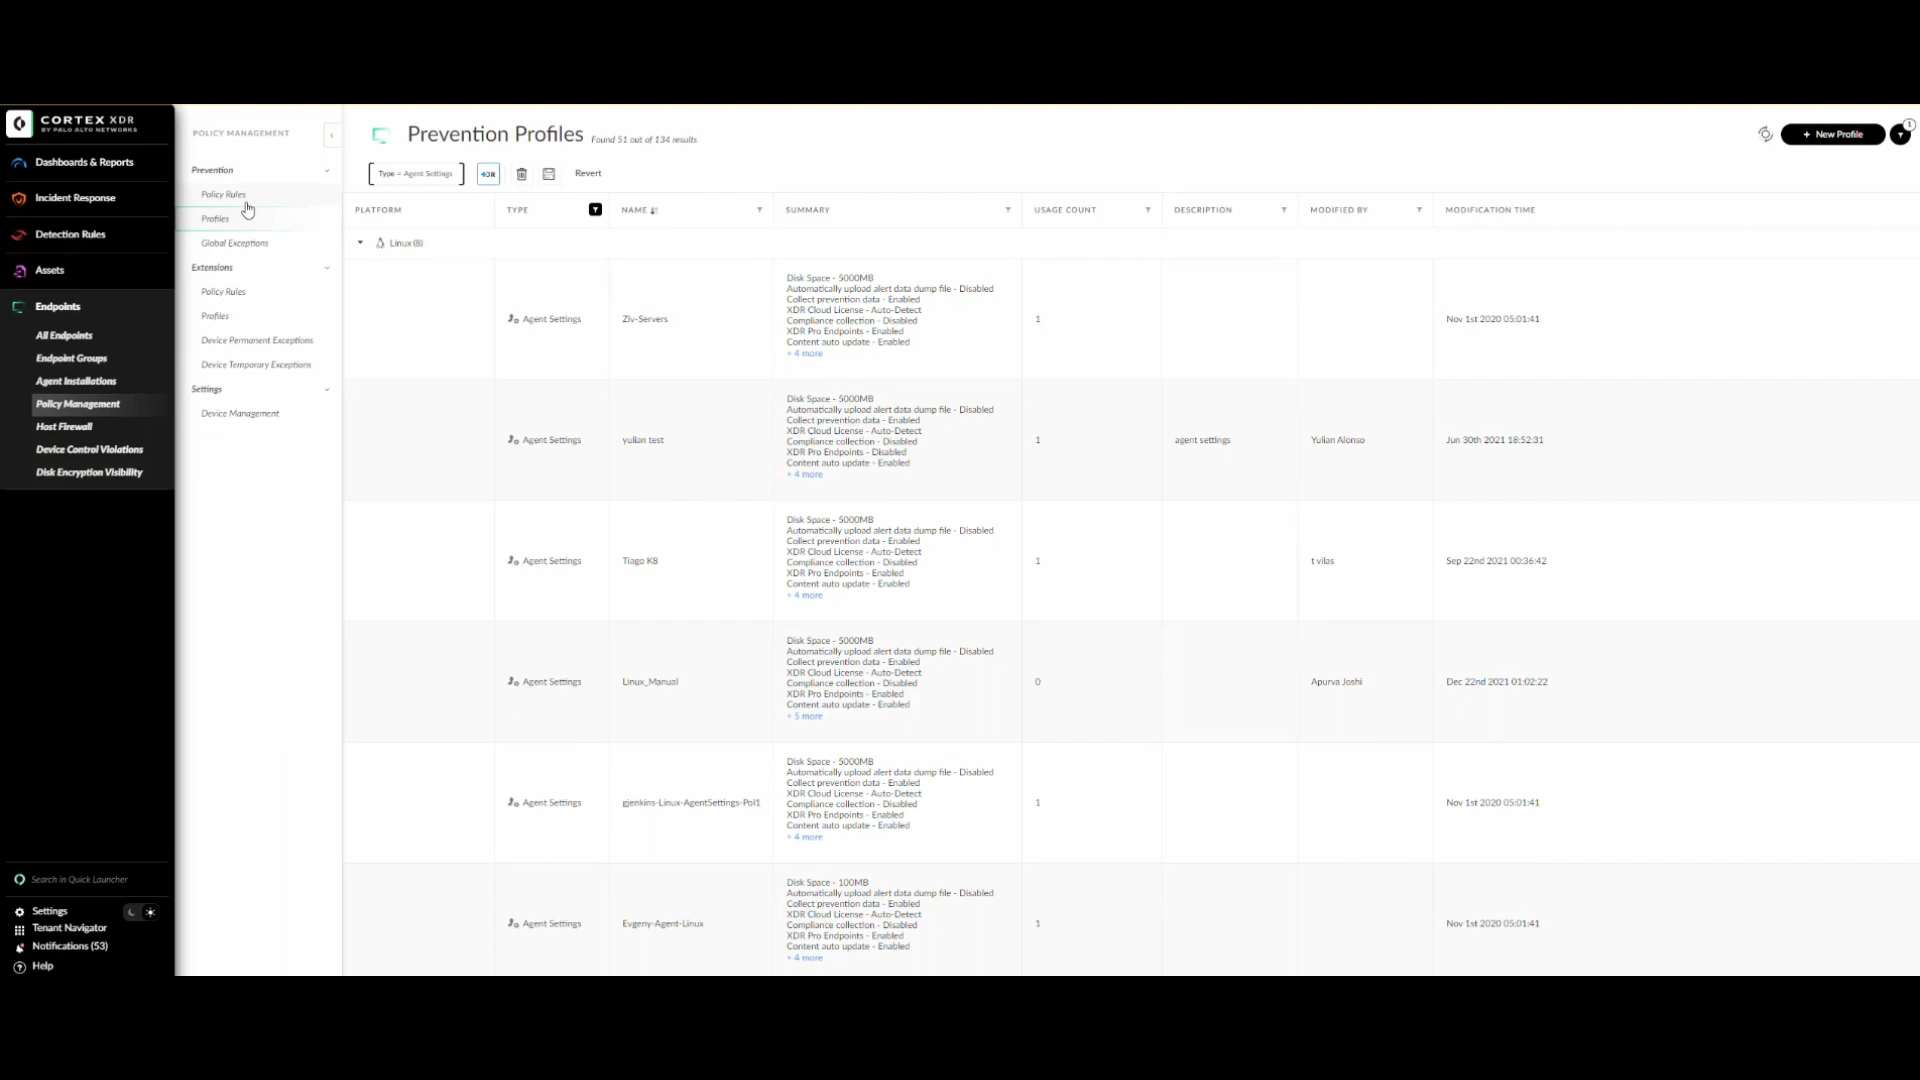 CORTEX XDR
BY PALO ALTO NETWORKS
Dashboards & Reports
Incident Response
Detection Rules
Assets
Endpoints
All Endpoints
Endpoint Groups
Agent Installations
Policy Management
Host Firewall
Device Control Violations
Disk Encryption Visibility
Search in Quick Launcher
Settings
Tenant Navigator
Notifications (53)
Help
POLICY MANAGEMENT
Prevention
Policy Rules
Profiles
Global Exceptions
Extensions
Policy Rules
Profiles
Device Permanent Exceptions
Device Temporary Exceptions
Settings
Device Management
Prevention Profiles Found 51 out of 134 results
+ New Profile
1
Type = Agent Settings
XDR
Revert
PLATFORM TYPE NAME SUMMARY USAGE COUNT DESCRIPTION MODIFIED BY MODIFICATION TIME
Linux (8)
Disk Space - 5000MB
Automatically upload alert data dump file - Disabled
Collect prevention data - Enabled
XDR Cloud License - Auto-Detect
Agent Settings Ziv-Servers Compliance collection - Disabled 1 Nov 1st 2020 05:01:41
XDR Pro Endpoints - Enabled
Content auto update - Enabled
+ 4 more
Disk Space - 5000MB
Automatically upload alert data dump file - Disabled
Collect prevention data - Enabled
XDR Cloud License - Auto-Detect
Agent Settings yulian test Compliance collection - Disabled 1 agent settings Yulian Alonso Jun 30th 2021 18:52:31
XDR Pro Endpoints - Disabled
Content auto update - Enabled
+ 4 more
Disk Space - 5000MB
Automatically upload alert data dump file - Disabled
Collect prevention data - Enabled
XDR Cloud License - Auto-Detect
Agent Settings Tiago K8 Compliance collection - Disabled 1 t vilas Sep 22nd 2021 00:36:42
XDR Pro Endpoints - Enabled
Content auto update - Enabled
+ 4 more
Disk Space - 5000MB
Automatically upload alert data dump file - Disabled
Collect prevention data - Enabled
XDR Cloud License - Auto-Detect
Agent Settings Linux_Manual Compliance collection - Disabled 0 Apurva Joshi Dec 22nd 2021 01:02:22
XDR Pro Endpoints - Enabled
Content auto update - Enabled
+ 5 more
Disk Space - 5000MB
Automatically upload alert data dump file - Disabled
Collect prevention data - Enabled
XDR Cloud License - Auto-Detect
Agent Settings gjenkins-Linux-AgentSettings-Pol1 Compliance collection - Disabled 1 Nov 1st 2020 05:01:41
XDR Pro Endpoints - Enabled
Content auto update - Enabled
+ 4 more
Disk Space - 100MB
Automatically upload alert data dump file - Disabled
Collect prevention data - Enabled
XDR Cloud License - Auto-Detect
Agent Settings Evgeny-Agent-Linux Compliance collection - Disabled 1 Nov 1st 2020 05:01:41
XDR Pro Endpoints - Enabled
Content auto update - Enabled
+ 4 more